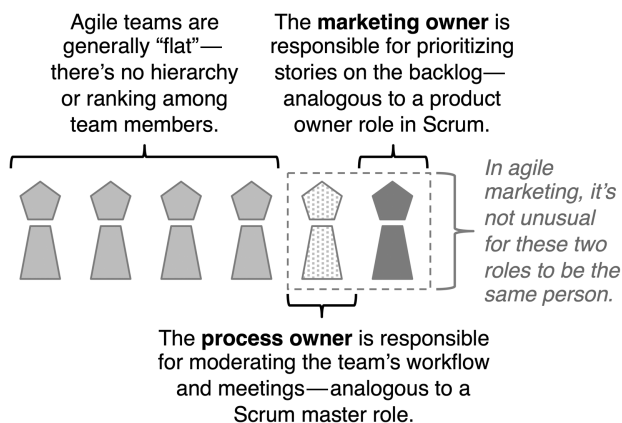 Agile teams are
generally “flat”—
there’s no hierarchy
or ranking among
team members.
The marketing owner is
responsible for prioritizing
stories on the backlog—
analogous to a product
owner role in Scrum.
In agile
marketing, it’s
not unusual
for these two
roles to be the
same person.
The process owner is responsible
for moderating the team’s workflow
and meetings—analogous to a
Scrum master role.